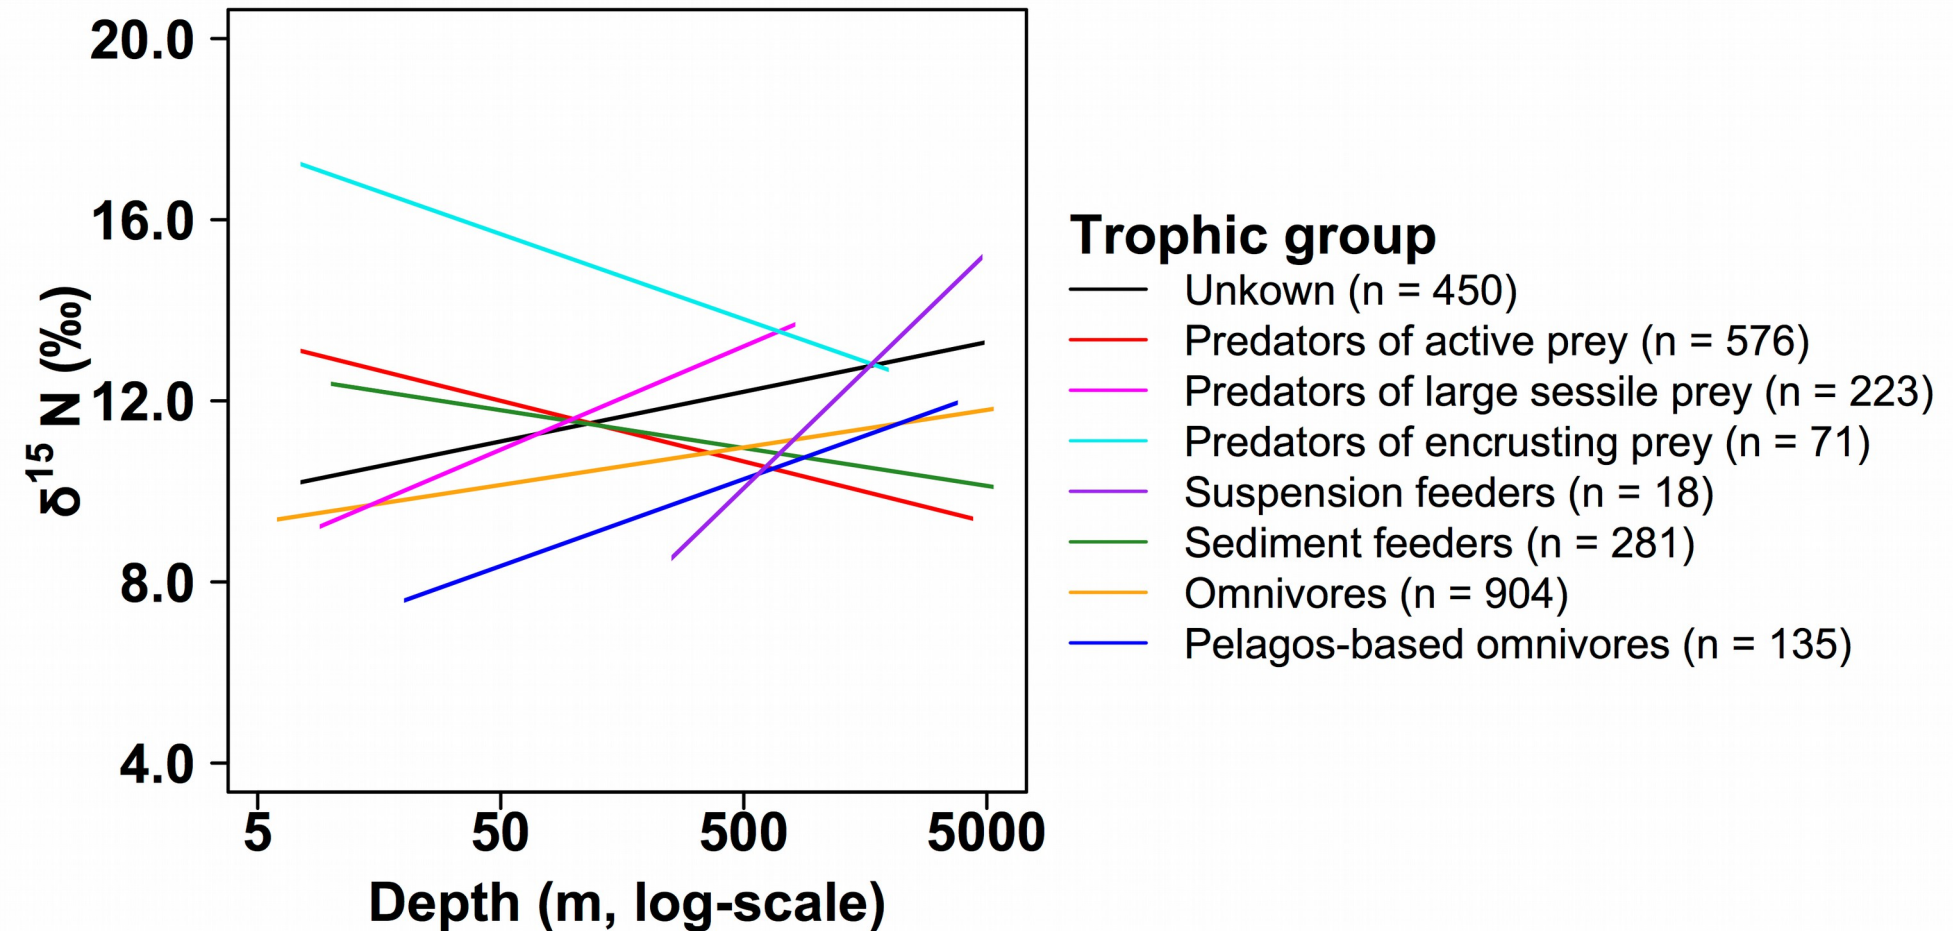 20.0
16.0
12.0
8.0
4.0
δ15 N (‰)
5 50 500 5000
Depth (m, log-scale)
Trophic group
Unkown (n = 450)
Predators of active prey (n = 576)
Predators of large sessile prey (n = 223)
Predators of encrusting prey (n = 71)
Suspension feeders (n = 18)
Sediment feeders (n = 281)
Omnivores (n = 904)
Pelagos-based omnivores (n = 135)